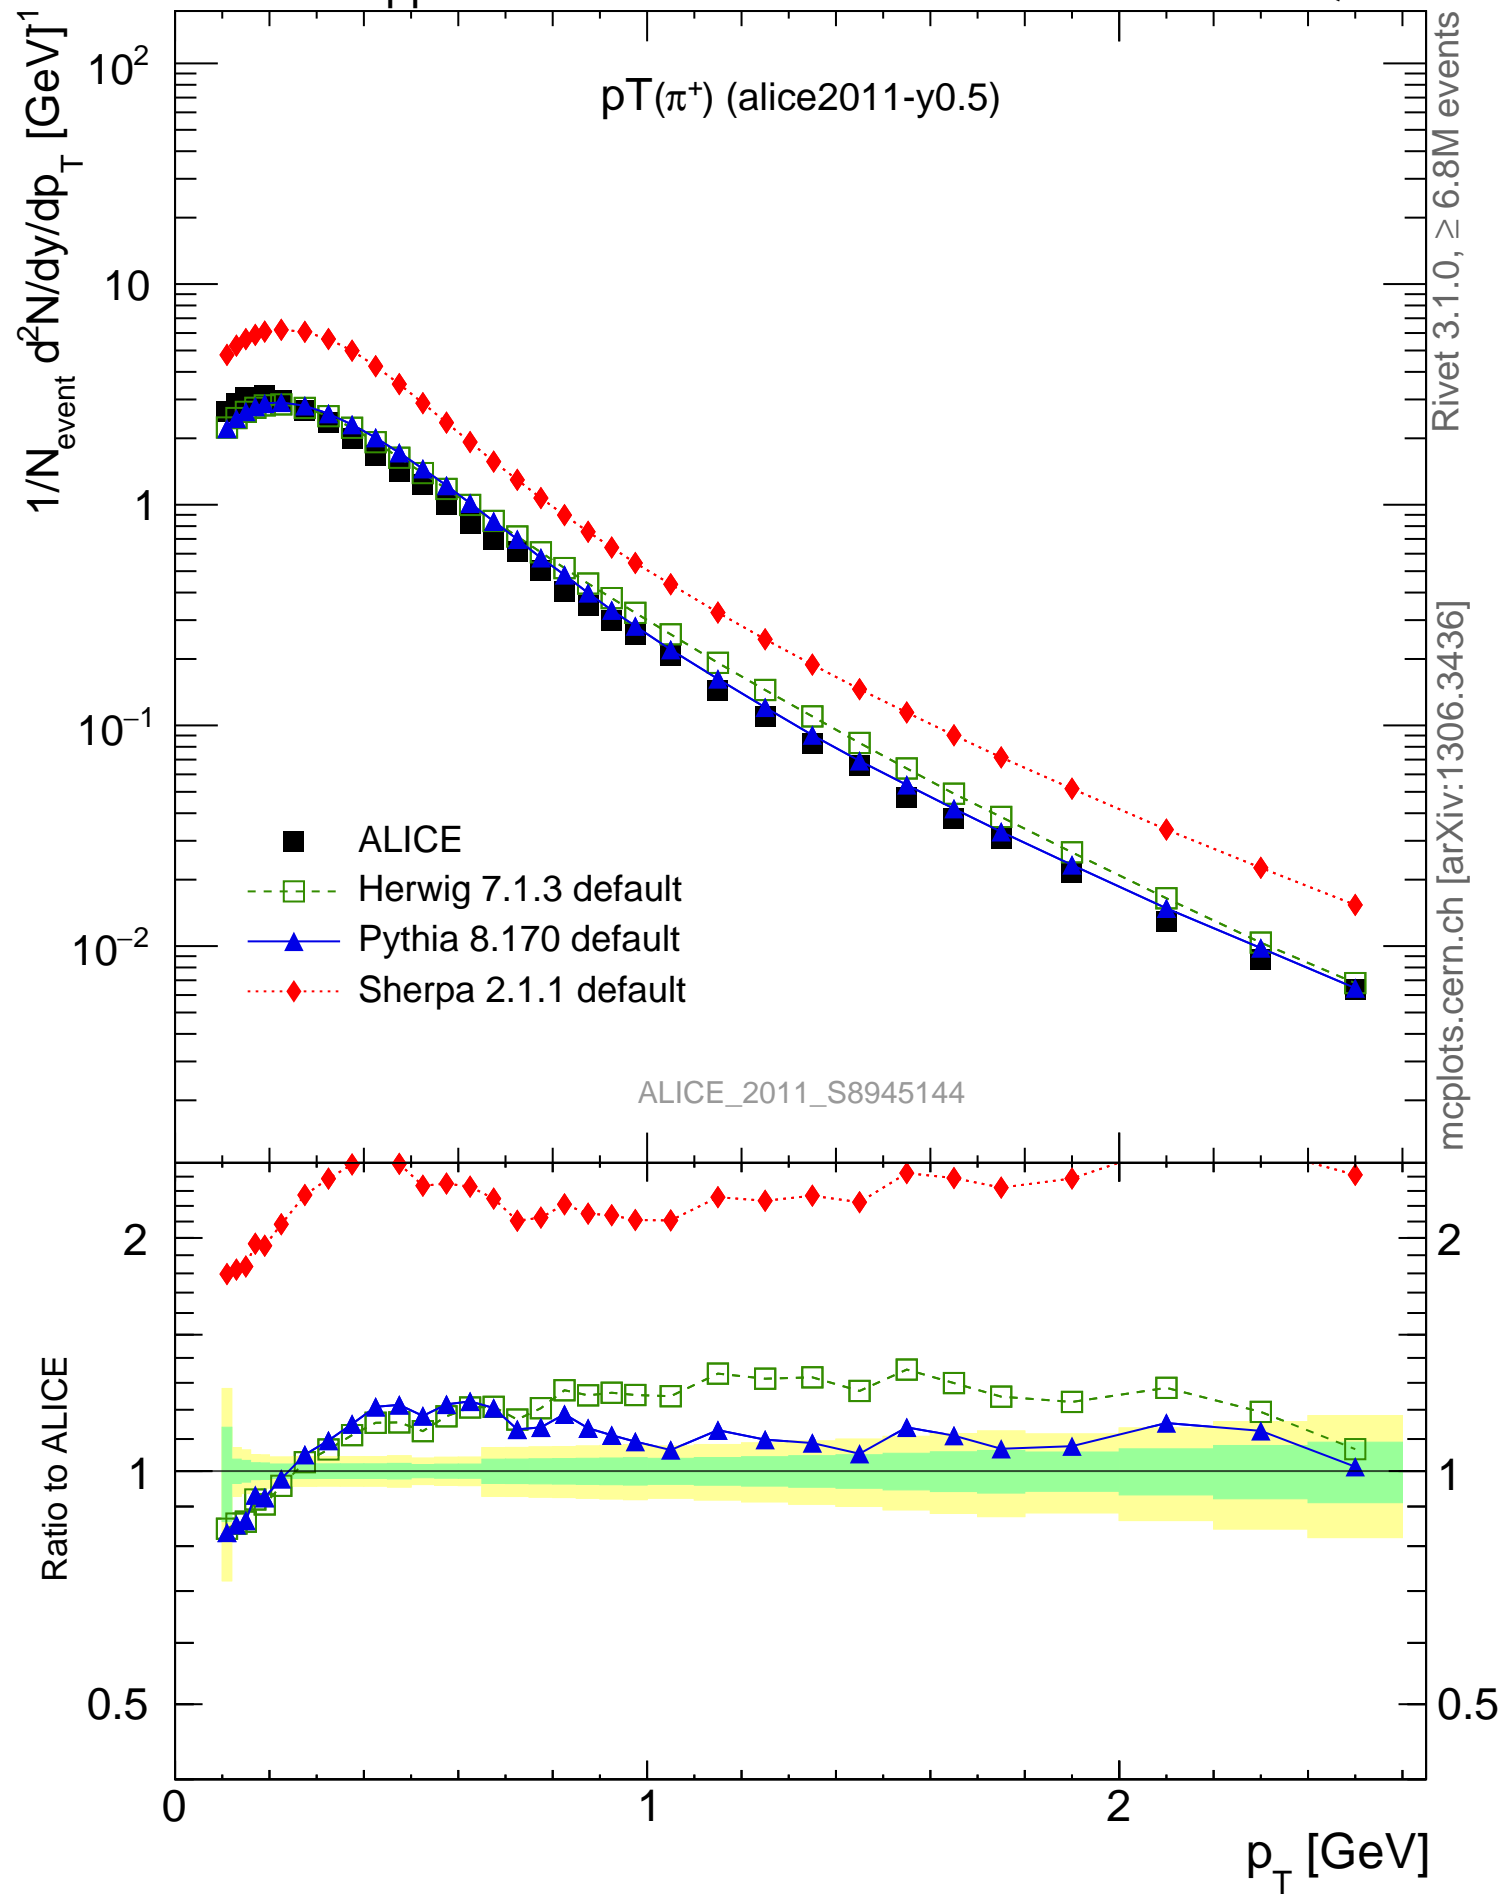 pT(π⁺) (alice2011-y0.5)
1/N_event d²N/dy/dp_T [GeV]⁻¹
10²
10
1
10⁻¹
10⁻²
ALICE
Herwig 7.1.3 default
Pythia 8.170 default
Sherpa 2.1.1 default
ALICE_2011_S8945144
Rivet 3.1.0, ≥ 6.8M events
mcplots.cern.ch [arXiv:1306.3436]
Ratio to ALICE
2
1
0.5
2
1
0.5
0
1
2
p_T [GeV]